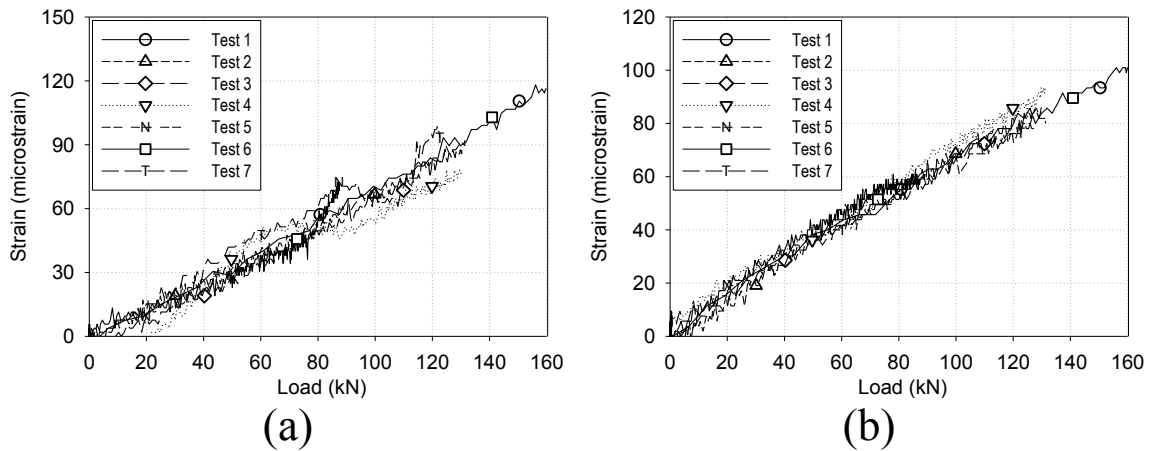 150
120
90
60
30
0
Strain (microstrain)
Test 1
Test 2
Test 3
Test 4
N Test 5
Test 6
T Test 7
N
T
0 20 40 60 80 100 120 140 160
Load (kN)
(a)
120
100
80
60
40
20
0
Strain (microstrain)
Test 1
Test 2
Test 3
Test 4
N Test 5
Test 6
T Test 7
0 20 40 60 80 100 120 140 160
Load (kN)
(b)